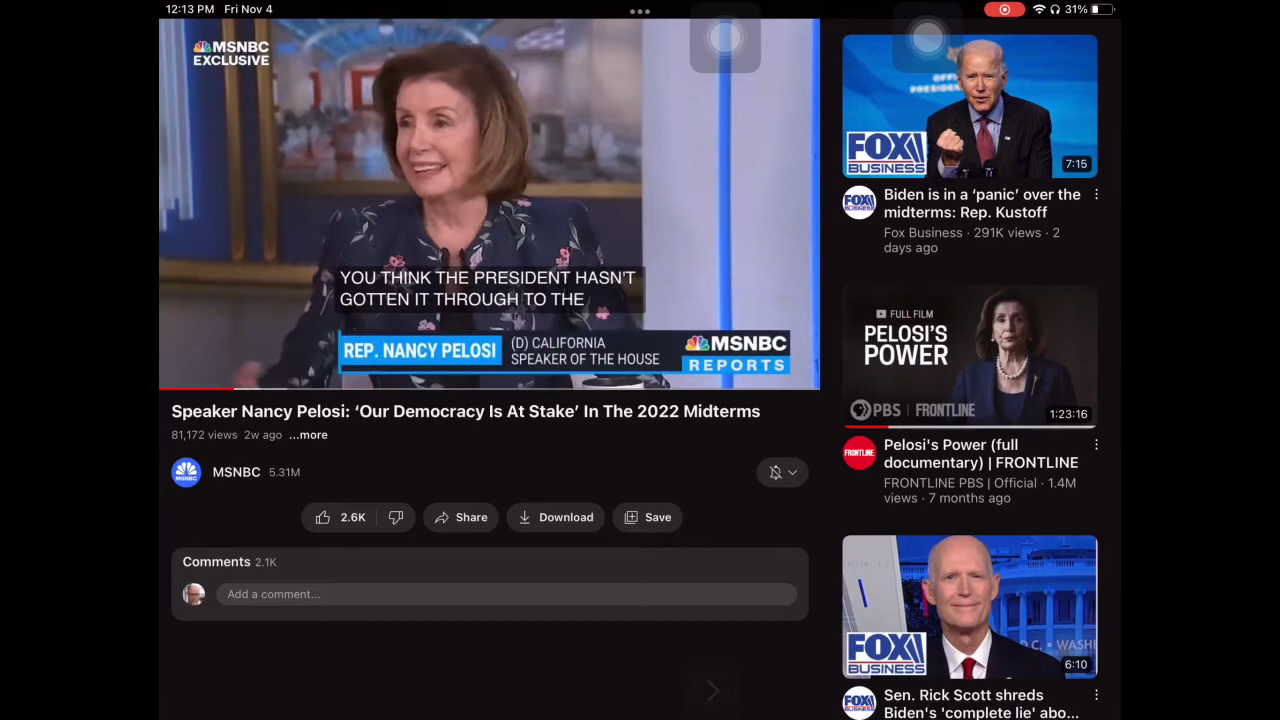 12:13 PM Fri Nov 4
31%
MSNBC
EXCLUSIVE
YOU THINK THE PRESIDENT HASN'T
GOTTEN IT THROUGH TO THE
REP. NANCY PELOSI
(D) CALIFORNIA
SPEAKER OF THE HOUSE
MSNBC
REPORTS
Speaker Nancy Pelosi: ‘Our Democracy Is At Stake’ In The 2022 Midterms
81,172 views 2w ago ...more
MSNBC 5.31M
2.6K
Share
Download
Save
Comments 2.1K
Add a comment...
FOX
BUSINESS
7:15
FOX
BUSINESS
Biden is in a ‘panic’ over the
midterms: Rep. Kustoff
Fox Business · 291K views · 2
days ago
FULL FILM
PELOSI'S
POWER
PBS | FRONTLINE
1:23:16
FRONTLINE
Pelosi's Power (full
documentary) | FRONTLINE
FRONTLINE PBS | Official · 1.4M
views · 7 months ago
D.C. • WASHI
FOX
BUSINESS
6:10
FOX
BUSINESS
Sen. Rick Scott shreds
Biden's 'complete lie' abo...